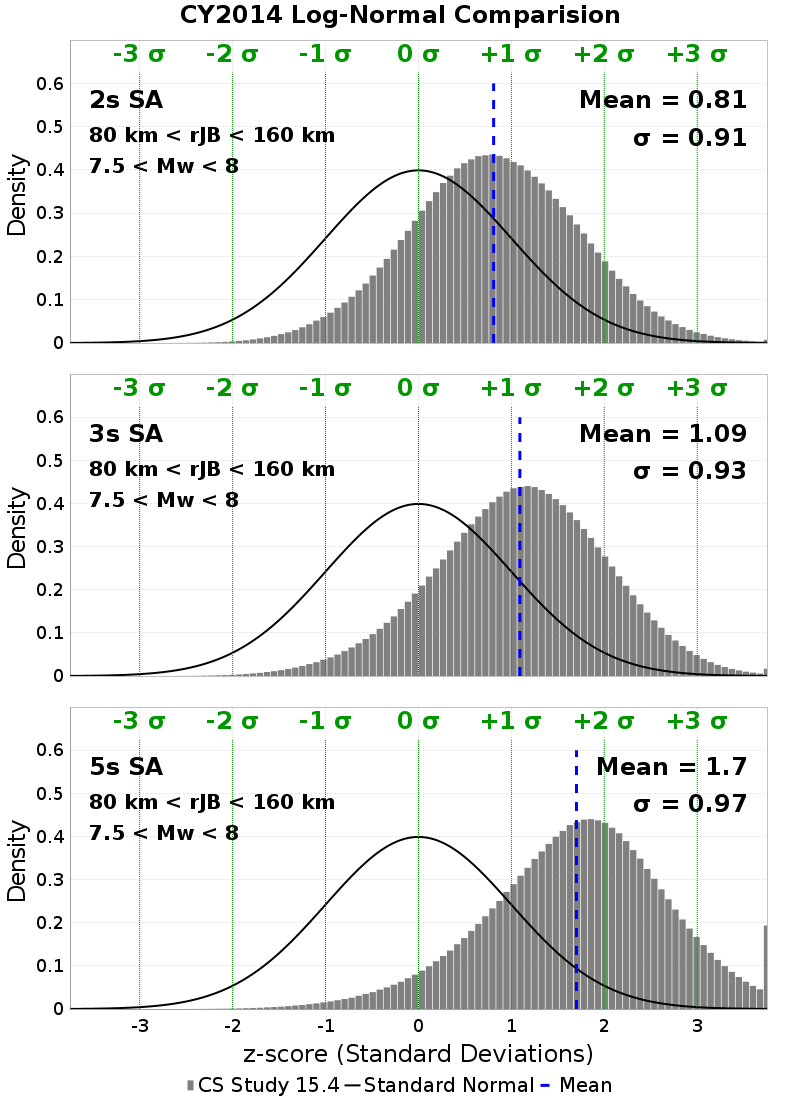 CY2014 Log-Normal Comparision
-3 σ -2 σ -1 σ 0 σ +1 σ +2 σ +3 σ
2s SA
80 km < rJB < 160 km
7.5 < Mw < 8
Mean = 0.81
σ = 0.91
Density
0.6
0.5
0.4
0.3
0.2
0.1
0
-3 σ -2 σ -1 σ 0 σ +1 σ +2 σ +3 σ
3s SA
80 km < rJB < 160 km
7.5 < Mw < 8
Mean = 1.09
σ = 0.93
Density
0.6
0.5
0.4
0.3
0.2
0.1
0
-3 σ -2 σ -1 σ 0 σ +1 σ +2 σ +3 σ
5s SA
80 km < rJB < 160 km
7.5 < Mw < 8
Mean = 1.7
σ = 0.97
Density
0.6
0.5
0.4
0.3
0.2
0.1
0
-3 -2 -1 0 1 2 3
z-score (Standard Deviations)
CS Study 15.4 Standard Normal Mean